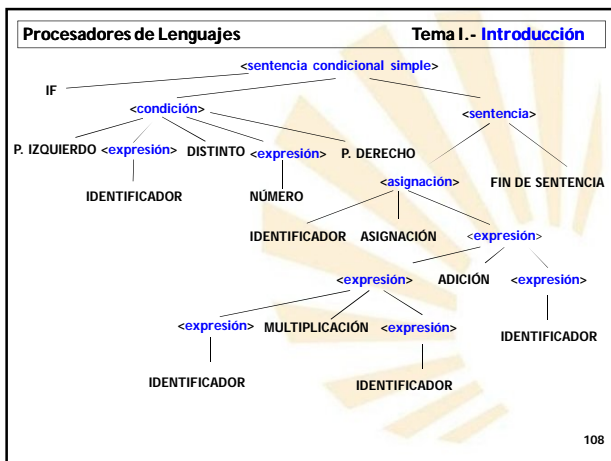 Procesadores de Lenguajes Tema I.- Introducción
<sentencia condicional simple>
IF
<condición> <sentencia>
P. IZQUIERDO <expresión> DISTINTO <expresión> P. DERECHO
<asignación> FIN DE SENTENCIA
IDENTIFICADOR NÚMERO
IDENTIFICADOR ASIGNACIÓN <expresión>
<expresión> ADICIÓN <expresión>
<expresión> MULTIPLICACIÓN <expresión> IDENTIFICADOR
IDENTIFICADOR IDENTIFICADOR
108